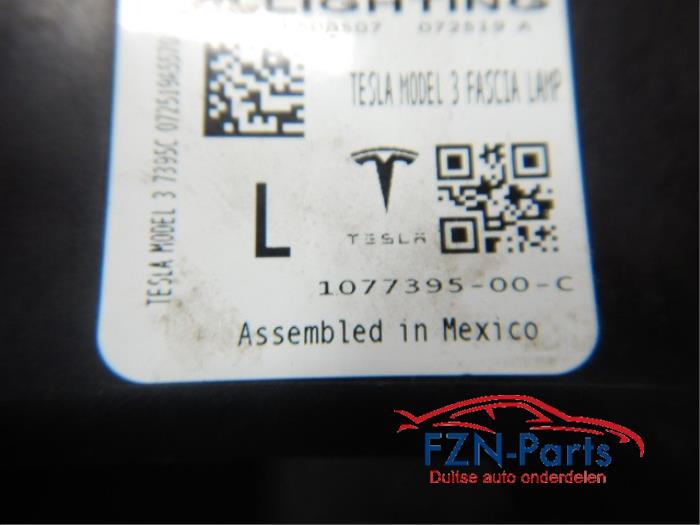 072519 A
TESLA MODEL 3 FASCIA LAMP
TESLA MODEL 3 7395C
L
TESLA
1077395-00-C
Assembled in Mexico
FZN-Parts
Duitse auto onderdelen